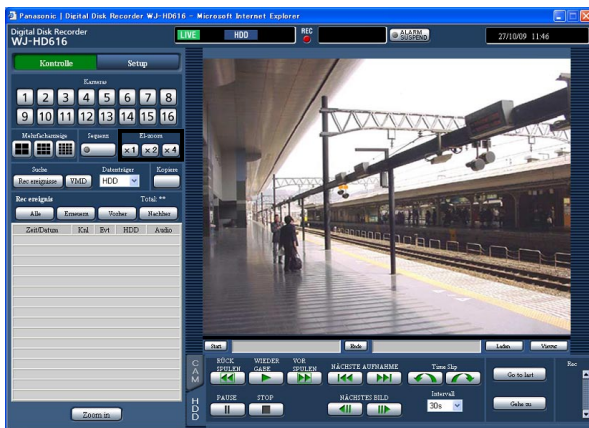 Panasonic | Digital Disk Recorder WJ-HD616 - Microsoft Internet Explorer
Digital Disk Recorder
WJ-HD616
LIVE
HDD
REC
ALARM SUSPEND
27/10/09 11:46
Kontrolle
Setup
Kameras
1 2 3 4 5 6 7 8
9 10 11 12 13 14 15 16
Mehrfachanzeige
Sequenz
El-zoom
x1 x2 x4
Suche
Datenträger
Kopiere
Rec ereignisse
VMD
HDD
Rec ereignis
Total: **
Alle
Erneuern
Vorher
Nachher
Zeit/Datum Knl Evt HDD Audio
Zoom in
Start
Ende
Laden
Viewer
CAM
HDD
RÜCK SPULEN
WIEDER GABE
VOR SPULEN
NÄCHSTE AUFNAHME
Time Slip
Go to last
Rec
PAUSE
STOP
NÄCHSTES BILD
Intervall
30s
Gehe zu